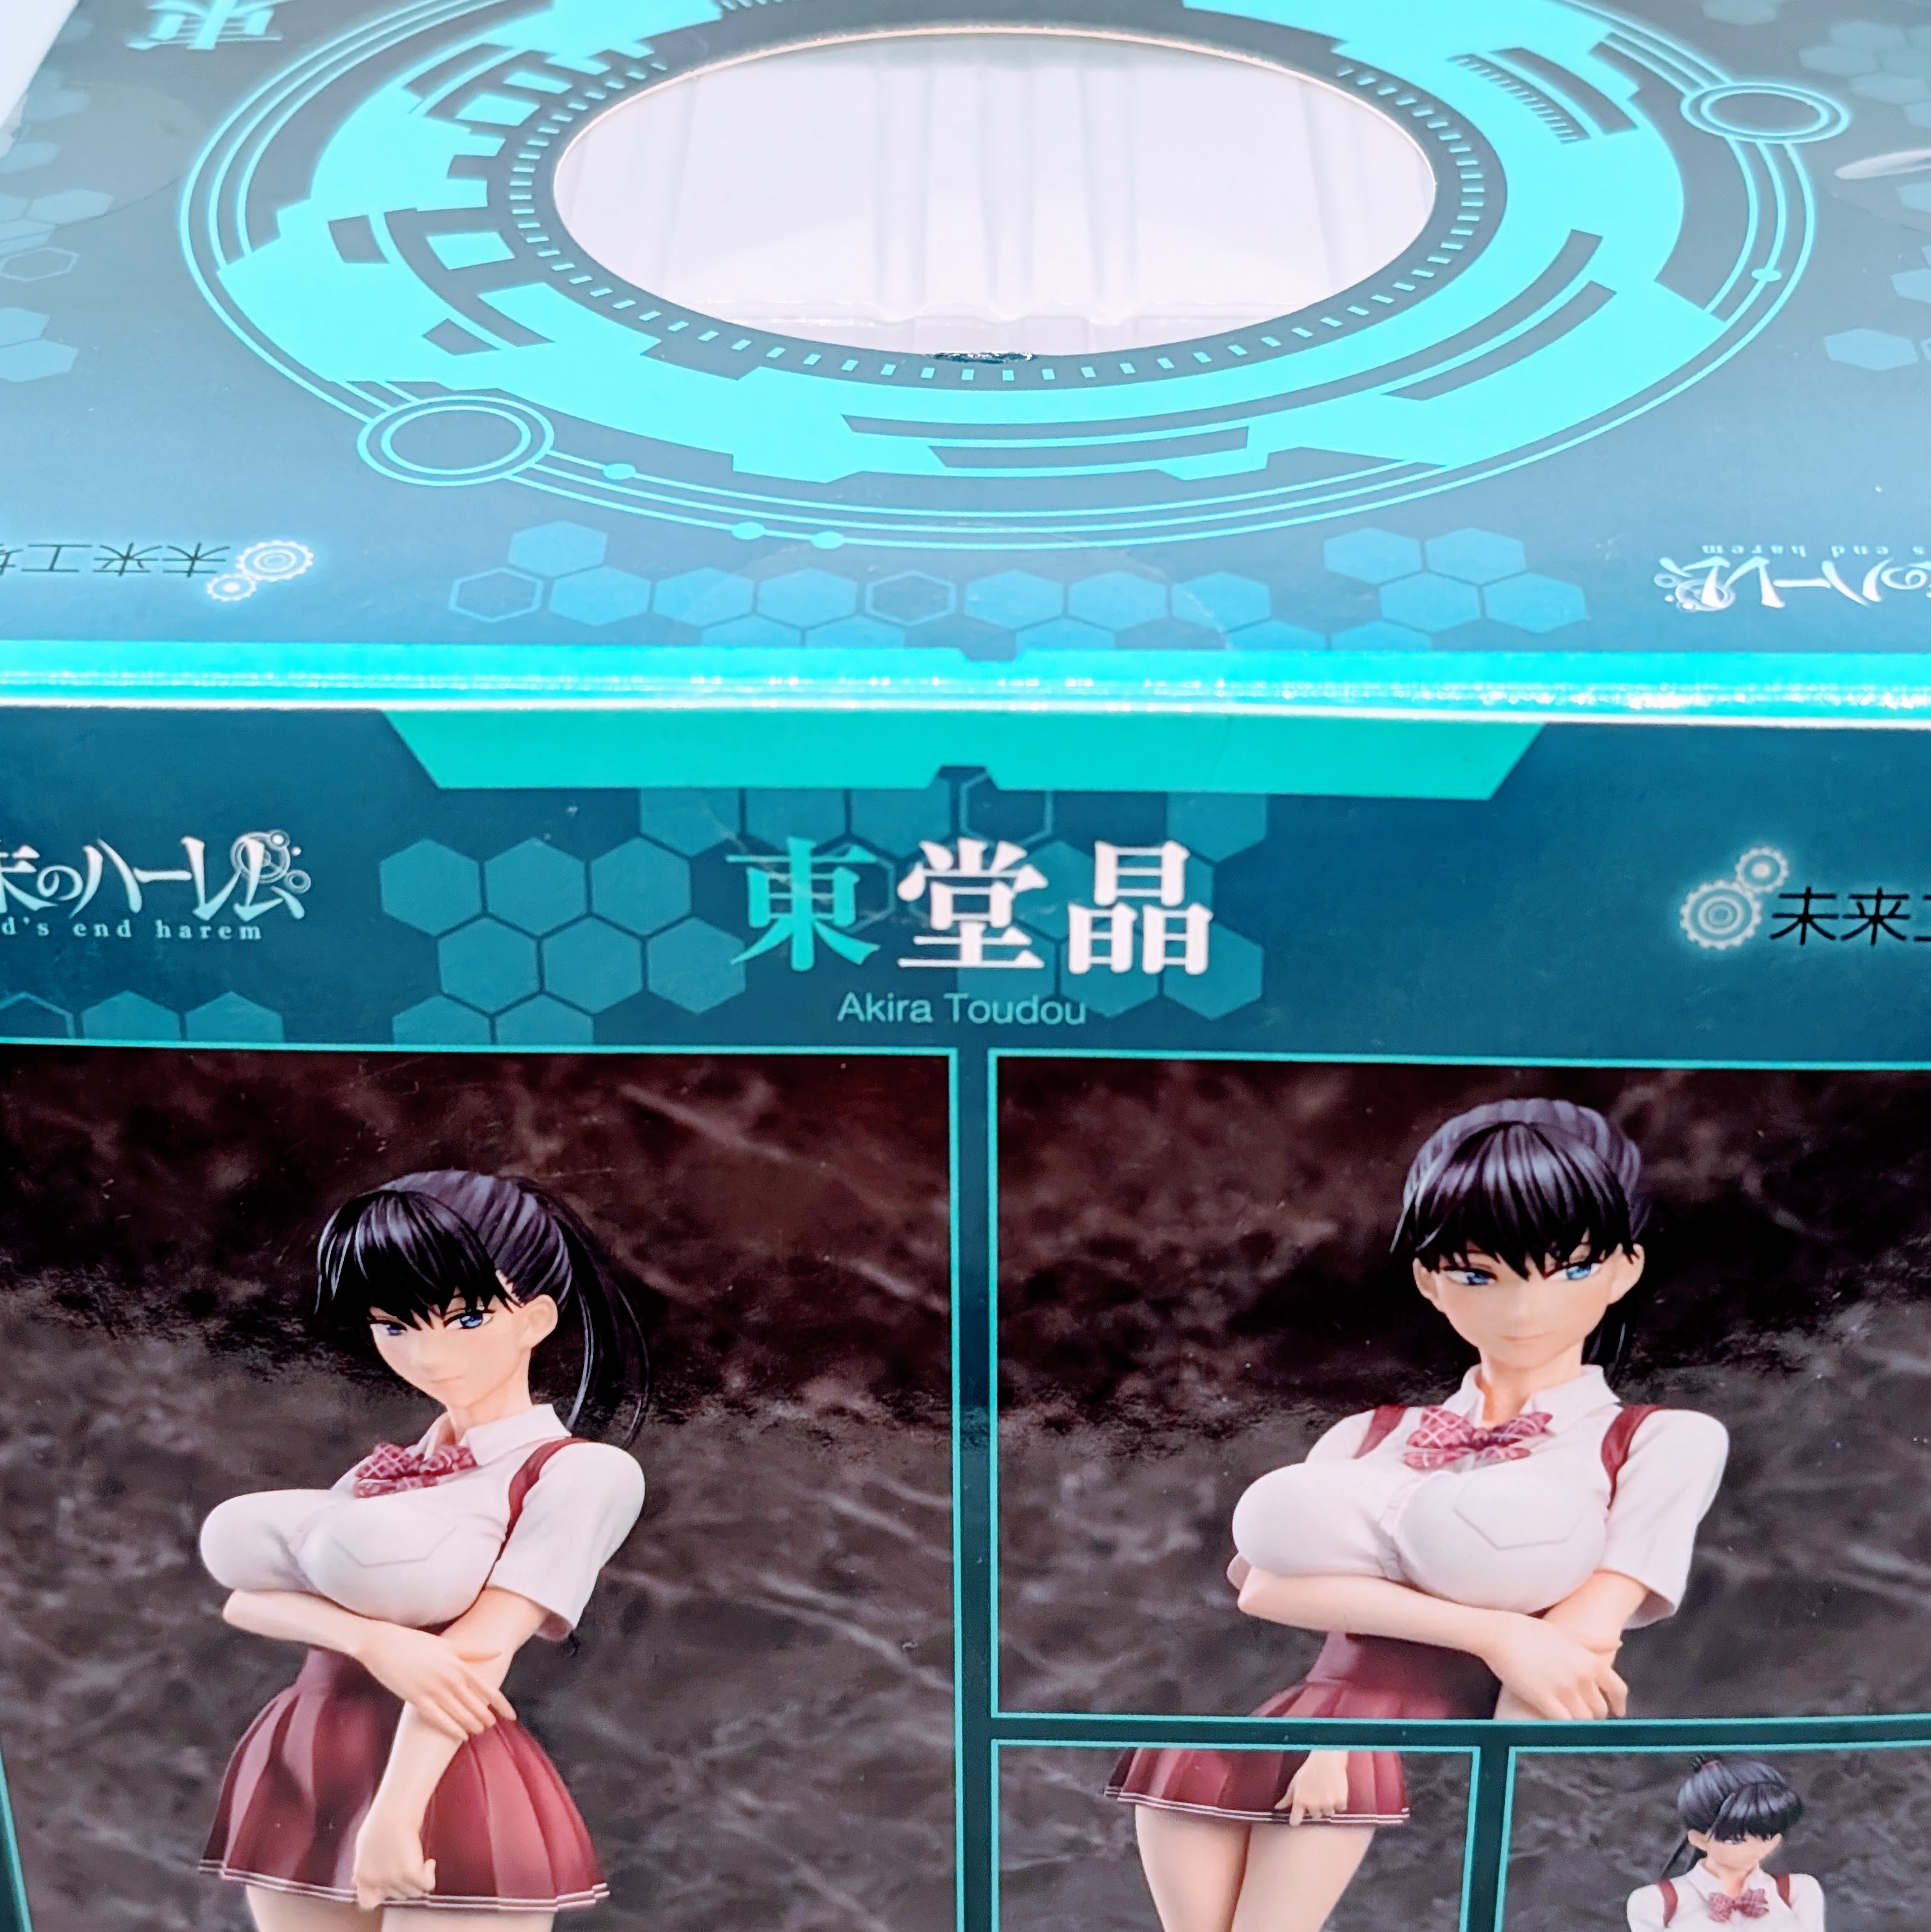 東
未来工
s end harem
のハーレム
末のハーレム
d's end harem
東堂晶
Akira Toudou
未来工